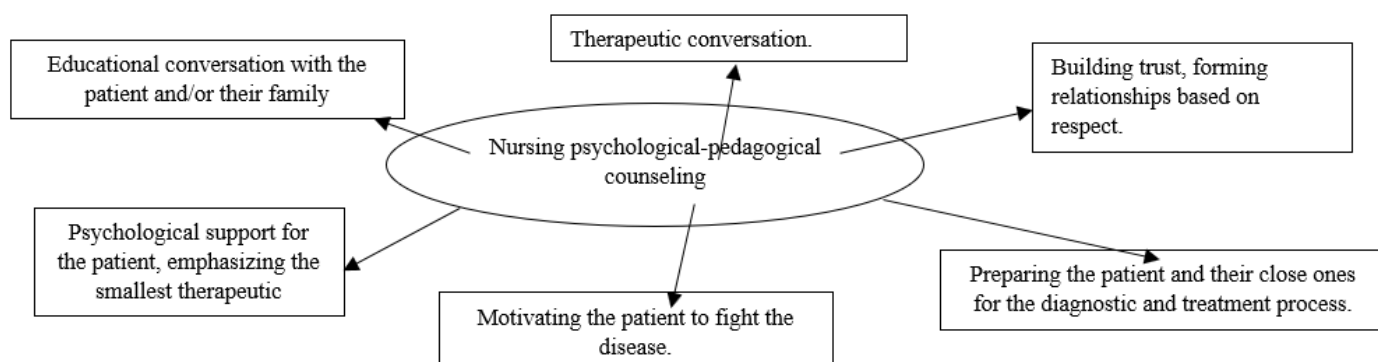 Therapeutic conversation.
Educational conversation with the
patient and/or their family
Building trust, forming
relationships based on
respect.
Nursing psychological-pedagogical
counseling
Psychological support for
the patient, emphasizing the
smallest therapeutic
Preparing the patient and their close ones
for the diagnostic and treatment process.
Motivating the patient to fight the
disease.